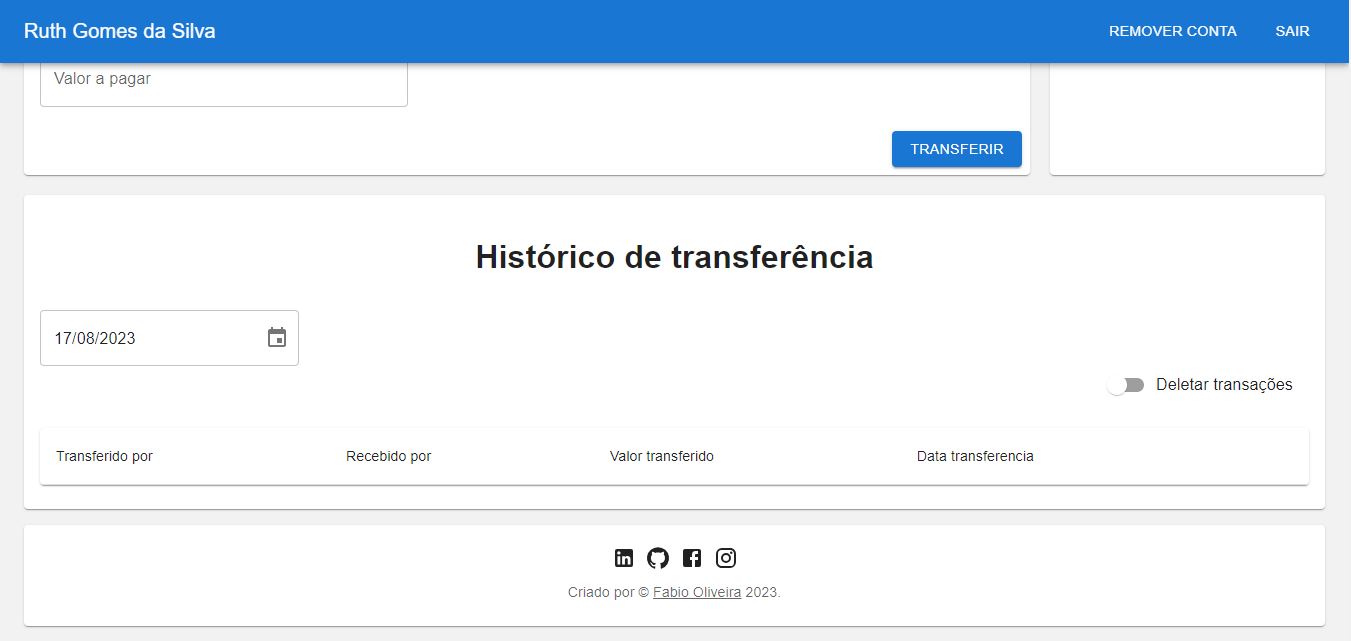 Ruth Gomes da Silva REMOVER CONTA SAIR
Valor a pagar
TRANSFERIR
Histórico de transferência
17/08/2023
Deletar transações
Transferido por Recebido por Valor transferido Data transferencia
Criado por © Fabio Oliveira 2023.